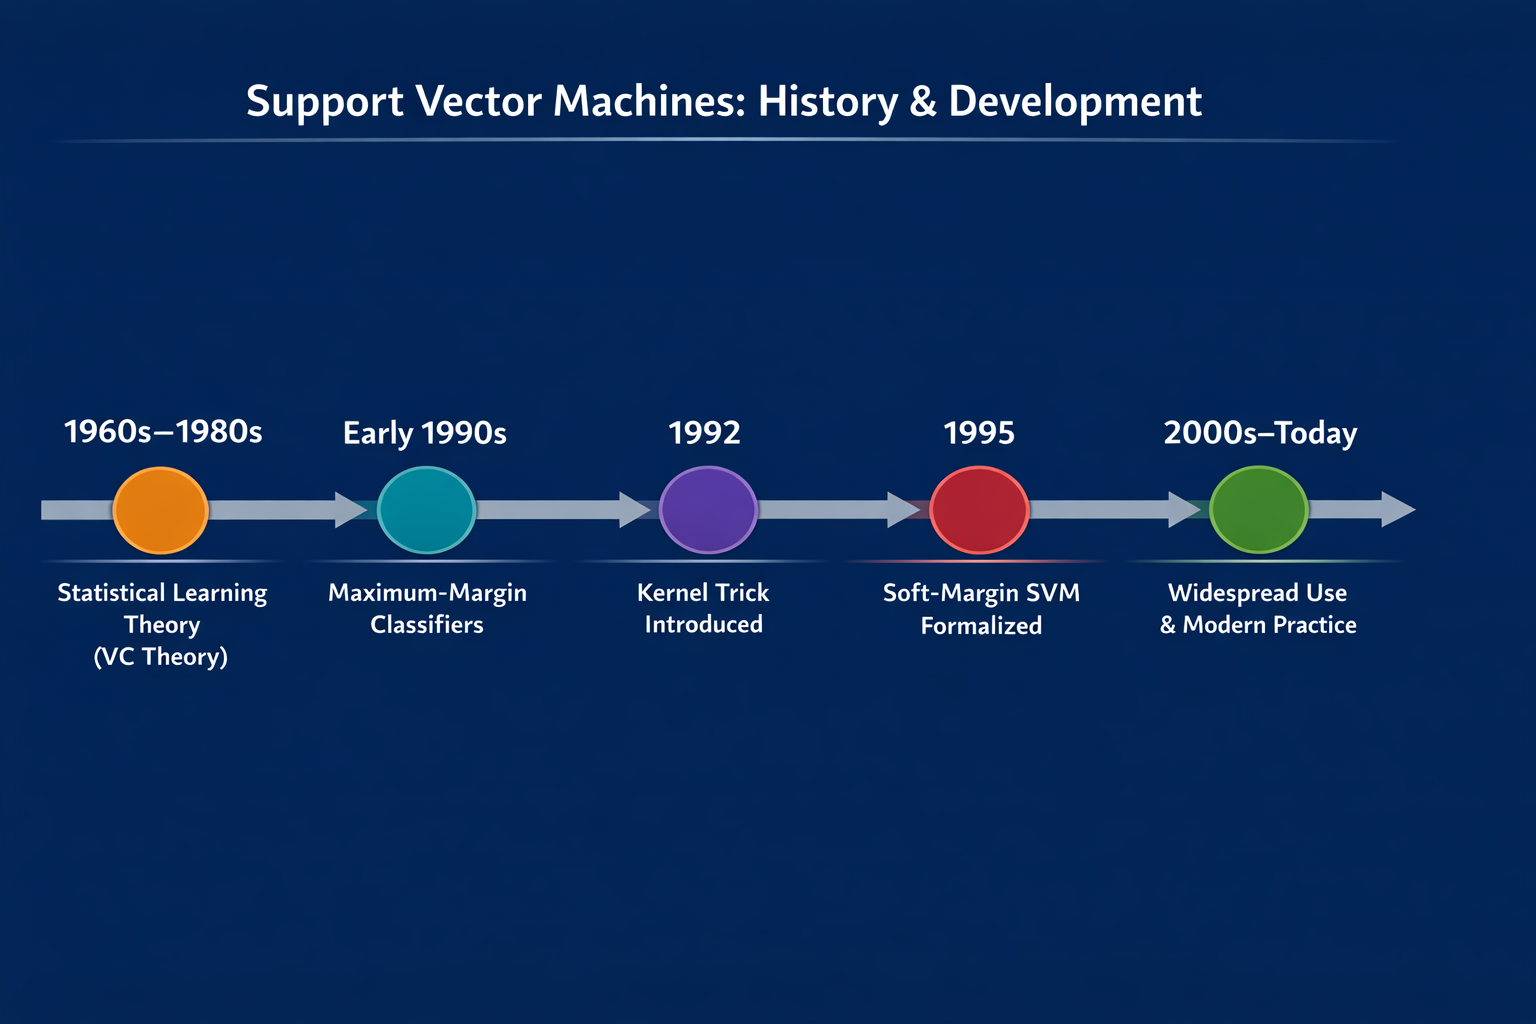 Support Vector Machines: History & Development
1960s–1980s
Statistical Learning
Theory
(VC Theory)
Early 1990s
Maximum-Margin
Classifiers
1992
Kernel Trick
Introduced
1995
Soft-Margin SVM
Formalized
2000s–Today
Widespread Use
& Modern Practice